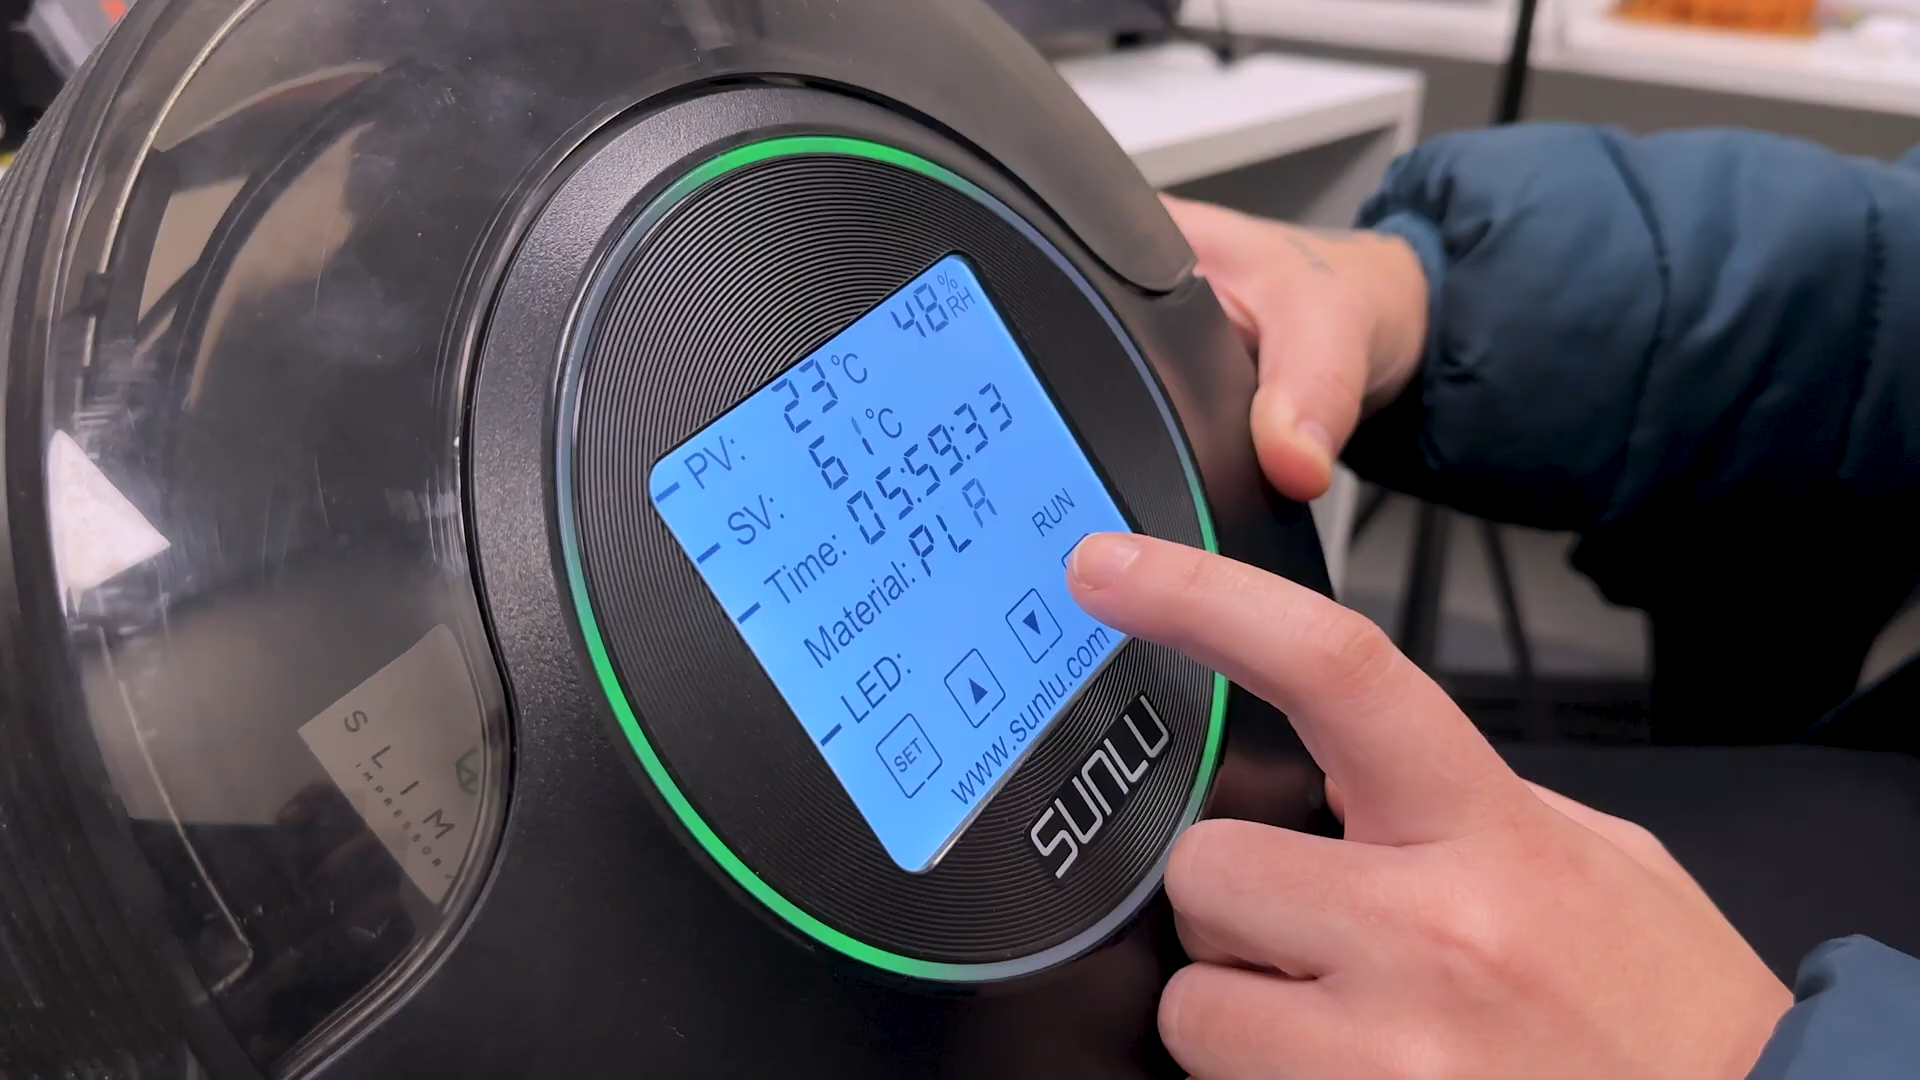 48 % RH
PV: 23 °C
SV: 61 °C
Time: 05:59:33
Material: PLA
RUN
LED:
SET ▲ ▼
www.sunlu.com
SUNLU
SLIM